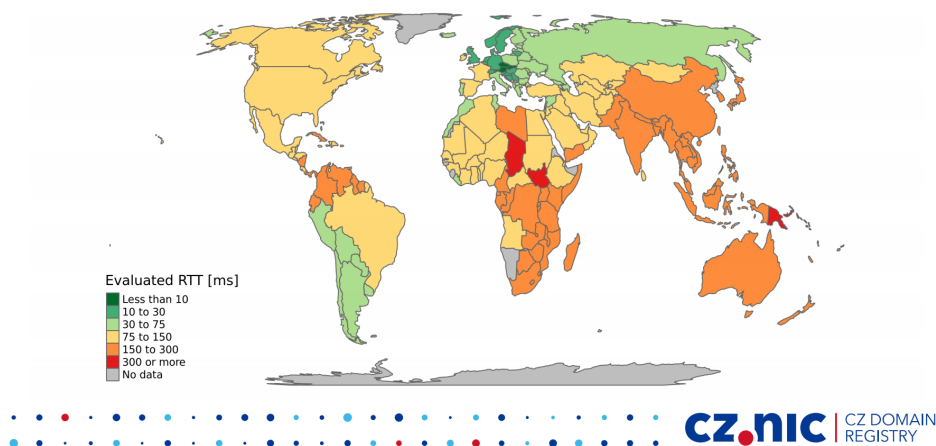 Evaluated RTT [ms]
Less than 10
10 to 30
30 to 75
75 to 150
150 to 300
300 or more
No data
CZ.NIC
CZ DOMAIN
REGISTRY